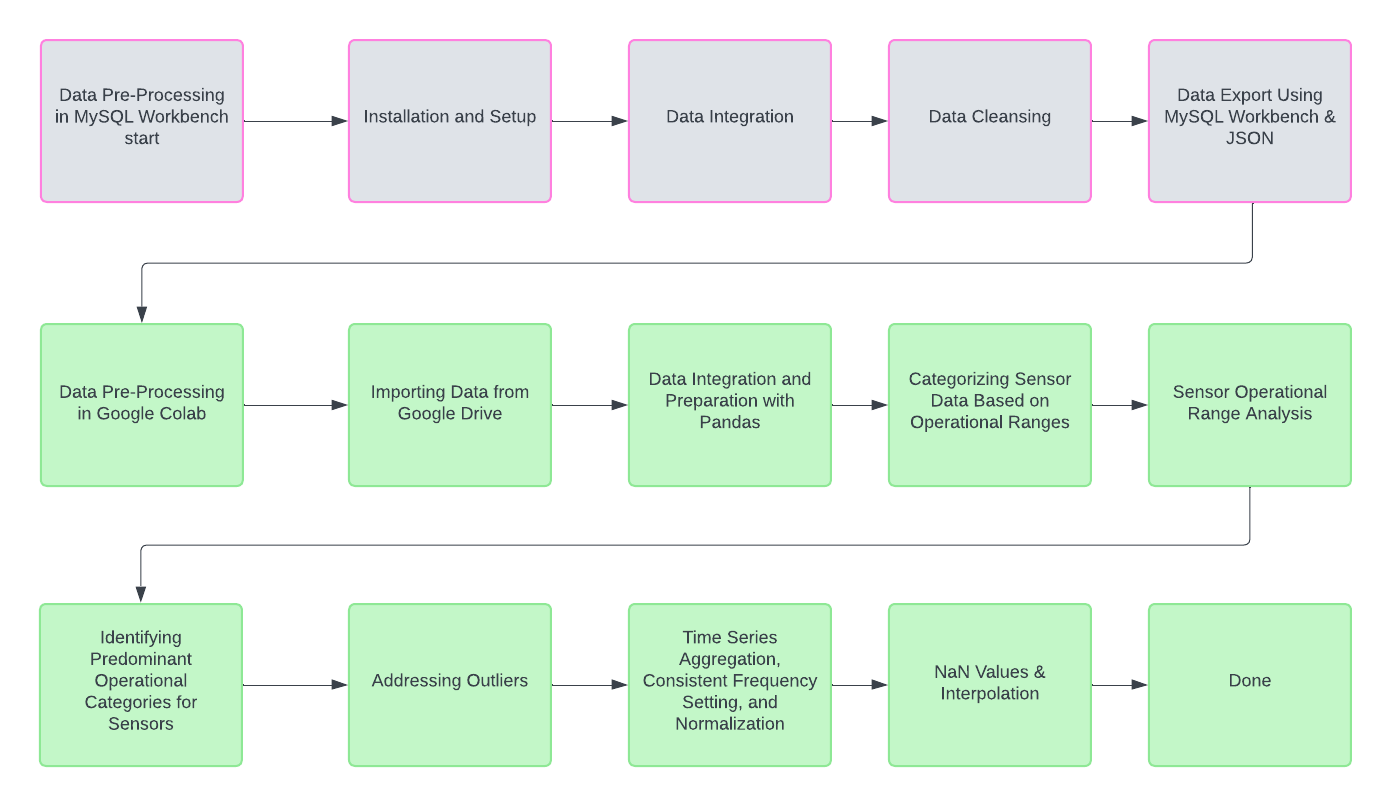 Data Pre-Processing
in MySQL Workbench
start
Installation and Setup
Data Integration
Data Cleansing
Data Export Using
MySQL Workbench &
JSON
Data Pre-Processing
in Google Colab
Importing Data from
Google Drive
Data Integration and
Preparation with
Pandas
Categorizing Sensor
Data Based on
Operational Ranges
Sensor Operational
Range Analysis
Identifying
Predominant
Operational
Categories for
Sensors
Addressing Outliers
Time Series
Aggregation,
Consistent Frequency
Setting, and
Normalization
NaN Values &
Interpolation
Done